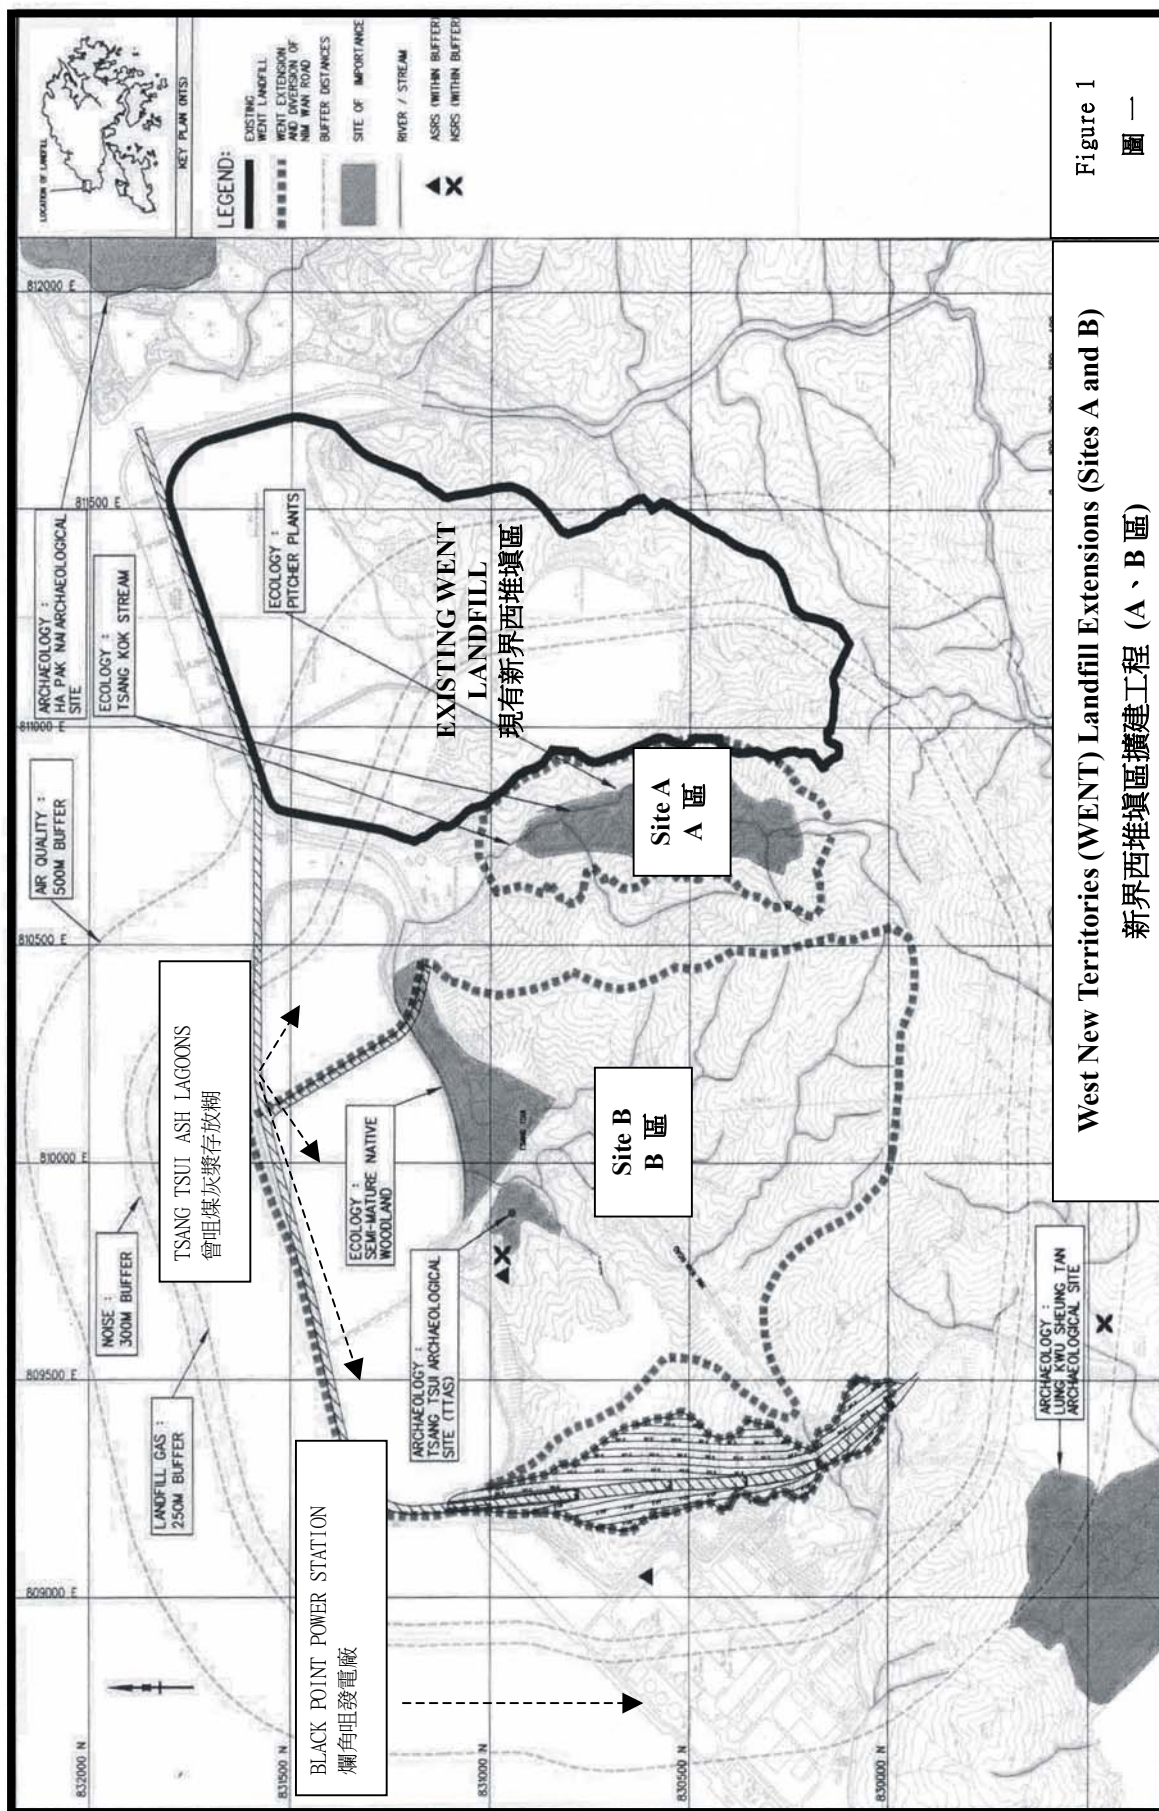 LOCATION OF LANDFILL
KEY PLAN (NTS)
LEGEND:
EXISTING
WENT LANDFILL
WENT EXTENSION
AND DIVERSION OF
NIM WAN ROAD
BUFFER DISTANCES
SITE OF IMPORTANCE
RIVER / STREAM
ASRS (WITHIN BUFFER)
NSRS (WITHIN BUFFER)
832000 N
831500 N
831000 N
830500 N
830000 N
809000 E
809500 E
810000 E
810500 E
811000 E
811500 E
812000 E
LANDFILL GAS :
250M BUFFER
NOISE :
300M BUFFER
AIR QUALITY :
500M BUFFER
ARCHAEOLOGY :
HA PAK NAI ARCHAEOLOGICAL
SITE
ECOLOGY :
TSANG KOK STREAM
ECOLOGY :
PITCHER PLANTS
TSANG TSUI ASH LAGOONS
曾咀煤灰漿存放糊
BLACK POINT POWER STATION
爛角咀發電廠
ECOLOGY :
SEMI-MATURE NATIVE
WOODLAND
ARCHAEOLOGY :
TSANG TSUI ARCHAEOLOGICAL
SITE (TTAS)
EXISTING WENT
LANDFILL
現有新界西堆填區
Site A
A 區
Site B
B 區
ARCHAEOLOGY :
LUNG KWU SHEUNG TAN
ARCHAEOLOGICAL SITE
West New Territories (WENT) Landfill Extensions (Sites A and B)
新界西堆填區擴建工程 (A、B 區)
Figure 1
圖 一